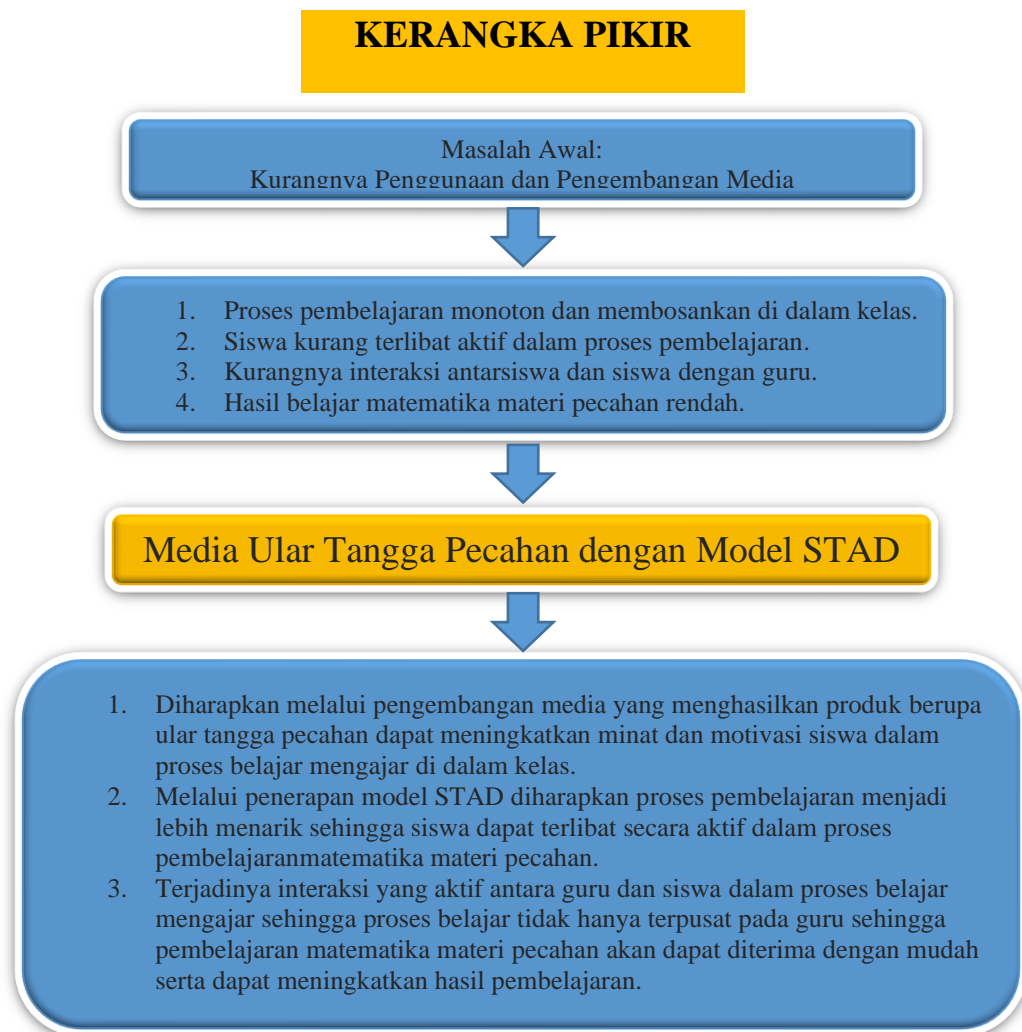 KERANGKA PIKIR
Masalah Awal:
Kurangnya Penggunaan dan Pengembangan Media
1. Proses pembelajaran monoton dan membosankan di dalam kelas.
2. Siswa kurang terlibat aktif dalam proses pembelajaran.
3. Kurangnya interaksi antarsiswa dan siswa dengan guru.
4. Hasil belajar matematika materi pecahan rendah.
Media Ular Tangga Pecahan dengan Model STAD
1. Diharapkan melalui pengembangan media yang menghasilkan produk berupa
ular tangga pecahan dapat meningkatkan minat dan motivasi siswa dalam
proses belajar mengajar di dalam kelas.
2. Melalui penerapan model STAD diharapkan proses pembelajaran menjadi
lebih menarik sehingga siswa dapat terlibat secara aktif dalam proses
pembelajaranmatematika materi pecahan.
3. Terjadinya interaksi yang aktif antara guru dan siswa dalam proses belajar
mengajar sehingga proses belajar tidak hanya terpusat pada guru sehingga
pembelajaran matematika materi pecahan akan dapat diterima dengan mudah
serta dapat meningkatkan hasil pembelajaran.